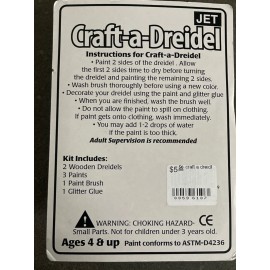 JET
Craft-a-Dreidel
Instructions for Craft-a-Dreidel
• Paint 2 sides of the dreidel . Allow
the first 2 sides time to dry before turning
the dreidel and painting the remaining 2 sides.
• Wash brush thoroughly before using a new color.
• Decorate your dreidel using the paint and glitter glue
• When you are finished, wash the brush well.
• Do not allow the paint to spill on clothing.
If paint gets onto clothing, wash immediately.
• You may add 1-2 drops of water
if the paint is too thick.
Adult Supervision is recommended
Kit Includes:
2 Wooden Dreidels
3 Paints
1 Paint Brush
1 Glitter Glue
craft a dreidl
WARNING: CHOKING HAZARD- CE
Small Parts. Not for children under 3 years old.
Ages 4 & up Paint conforms to ASTM-D4236